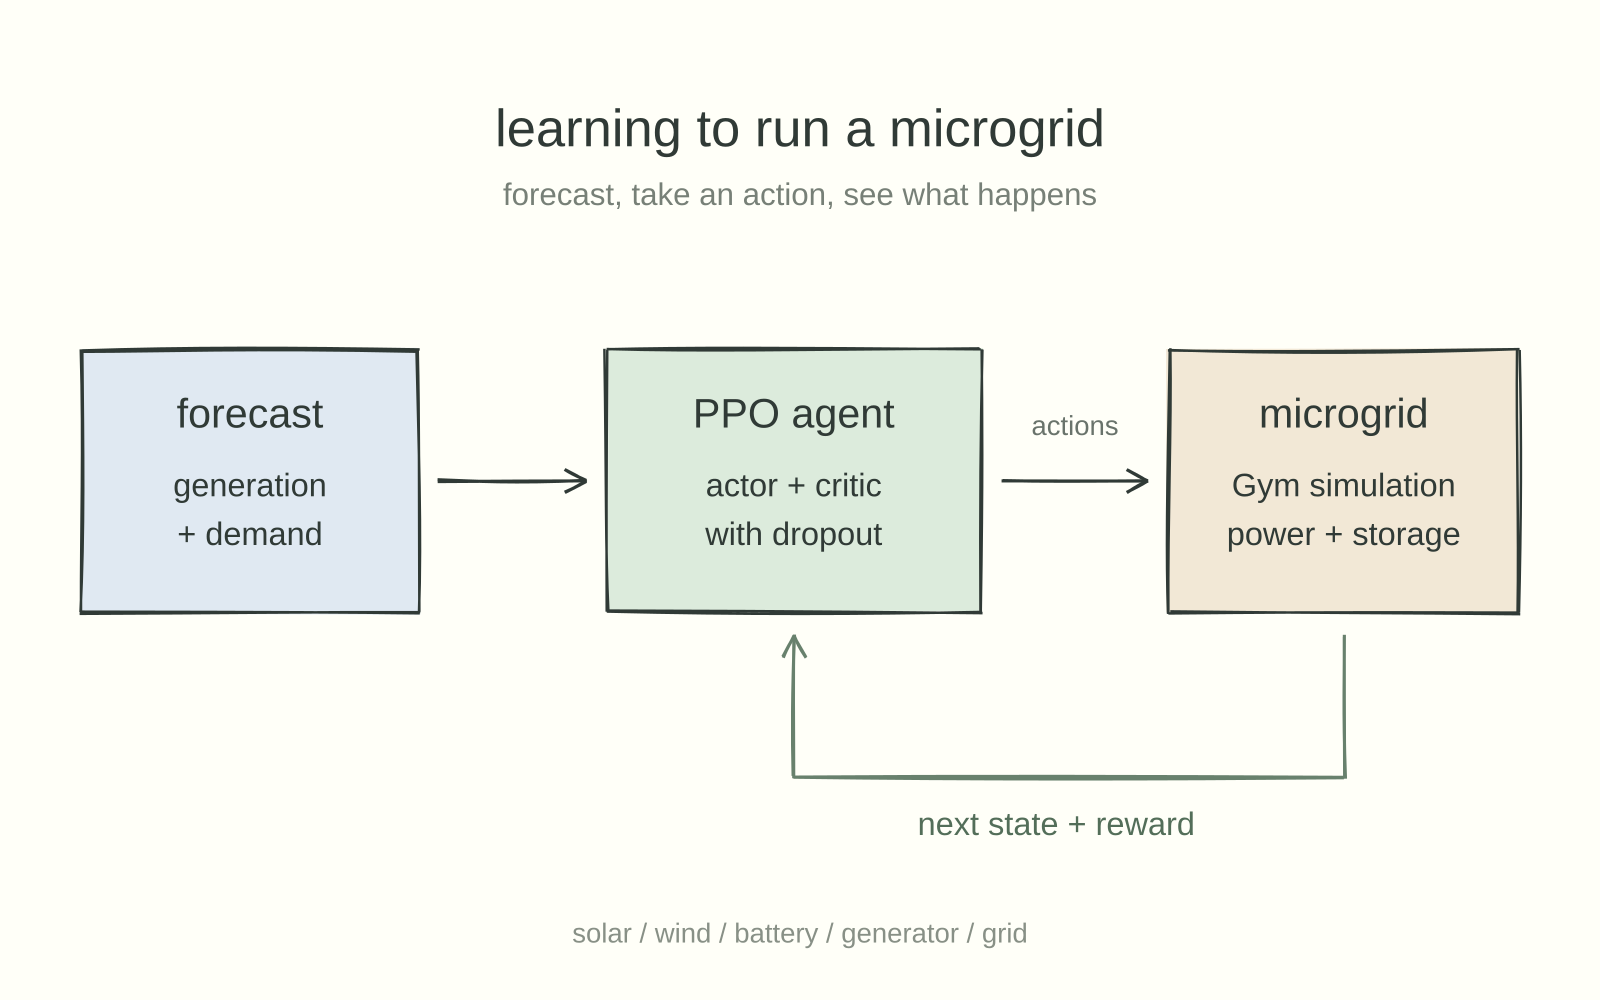 learning to run a microgrid
forecast, take an action, see what happens
forecast
generation
+ demand
PPO agent
actor + critic
with dropout
actions
microgrid
Gym simulation
power + storage
next state + reward
solar / wind / battery / generator / grid